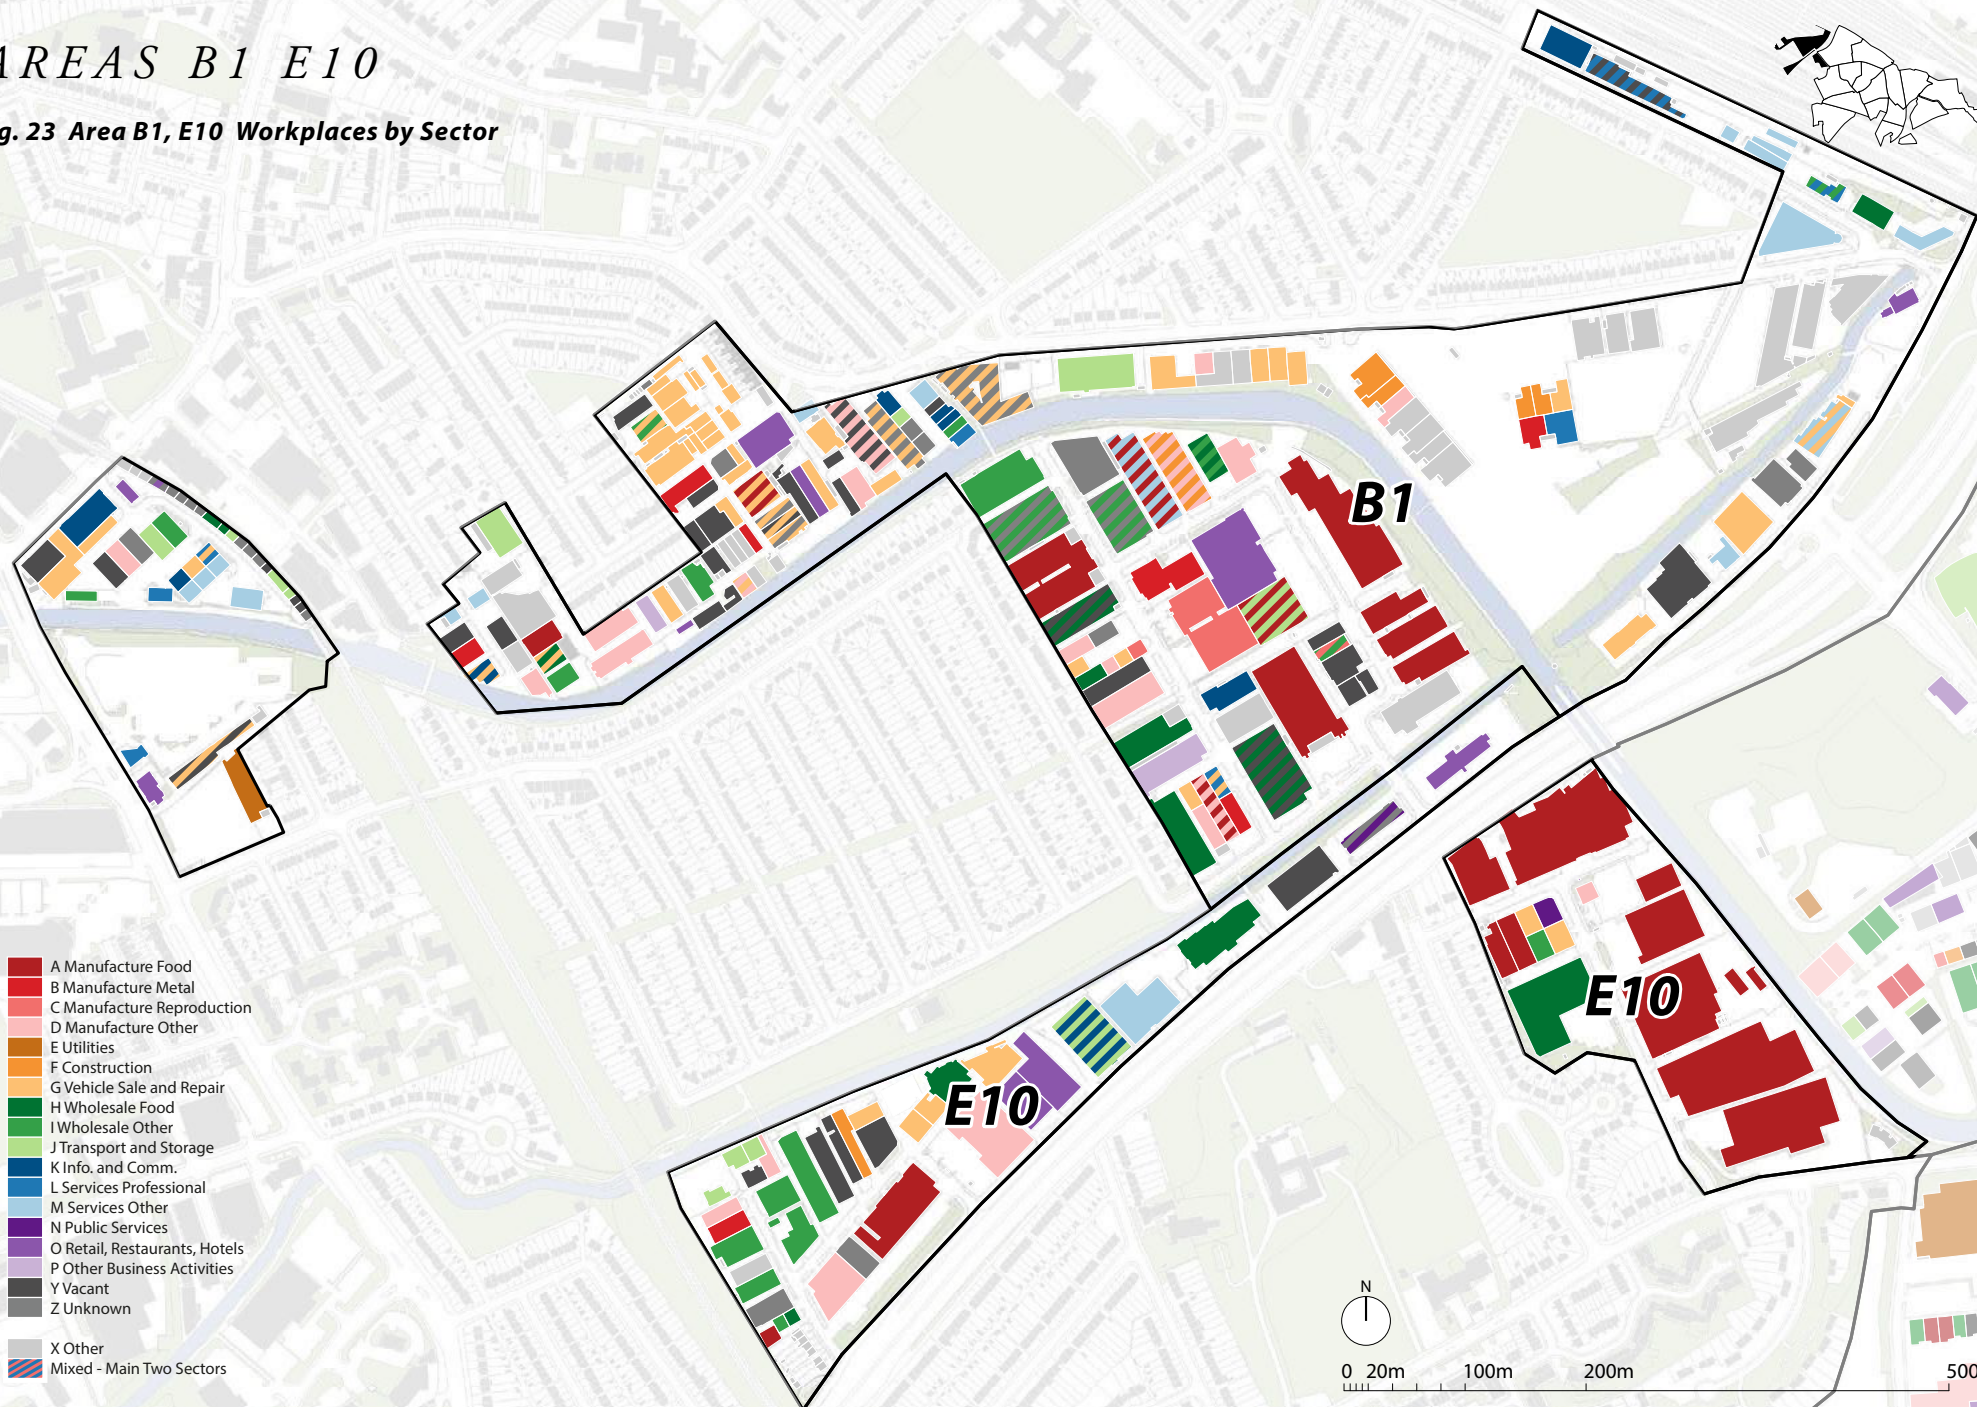 AREAS B1 E10
g. 23 Area B1, E10 Workplaces by Sector
B1
E10
E10
A Manufacture Food
B Manufacture Metal
C Manufacture Reproduction
D Manufacture Other
E Utilities
F Construction
G Vehicle Sale and Repair
H Wholesale Food
I Wholesale Other
J Transport and Storage
K Info. and Comm.
L Services Professional
M Services Other
N Public Services
O Retail, Restaurants, Hotels
P Other Business Activities
Y Vacant
Z Unknown
X Other
Mixed - Main Two Sectors
N
0 20m 100m 200m 500